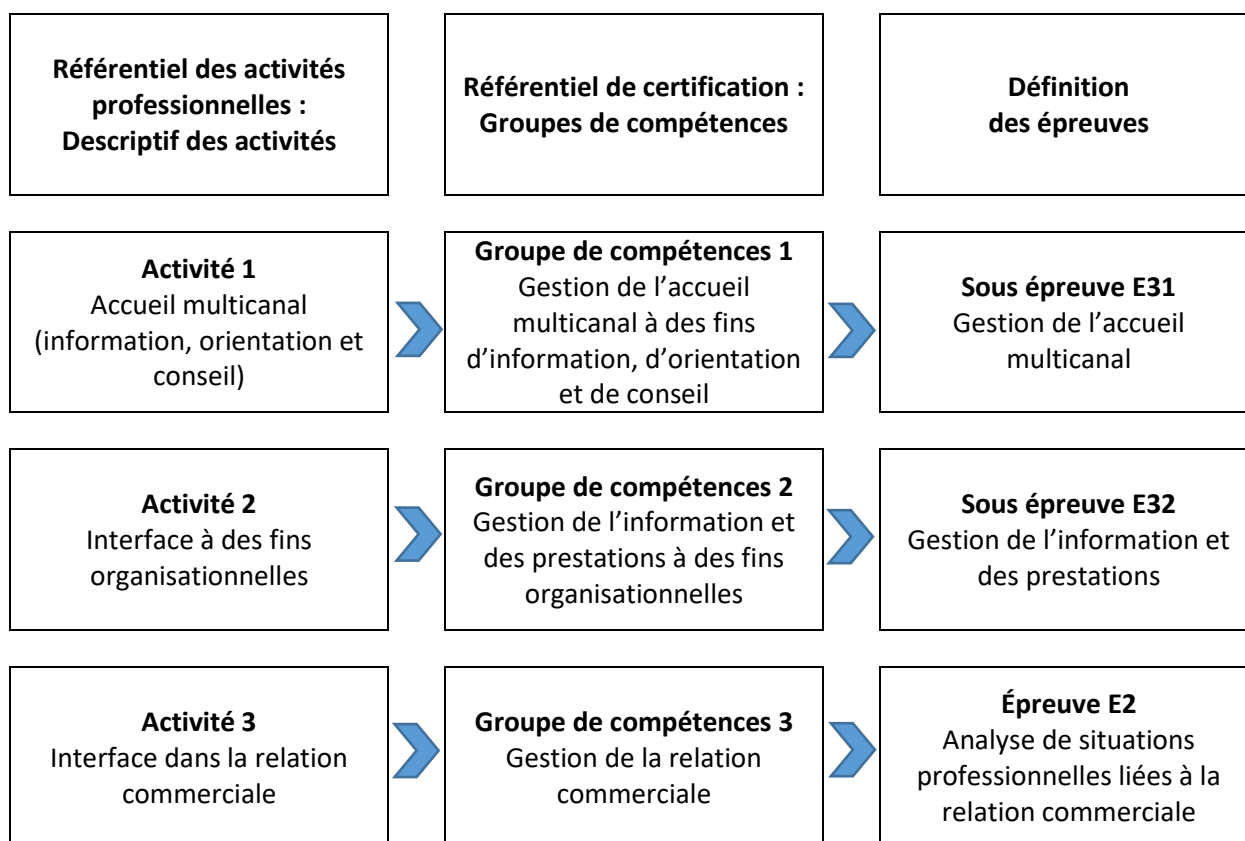 Référentiel des activités
professionnelles :
Descriptif des activités
Référentiel de certification :
Groupes de compétences
Définition
des épreuves
Activité 1
Accueil multicanal
(information, orientation et
conseil)
Groupe de compétences 1
Gestion de l’accueil
multicanal à des fins
d’information, d’orientation
et de conseil
Sous épreuve E31
Gestion de l’accueil
multicanal
Activité 2
Interface à des fins
organisationnelles
Groupe de compétences 2
Gestion de l’information et
des prestations à des fins
organisationnelles
Sous épreuve E32
Gestion de l’information et
des prestations
Activité 3
Interface dans la relation
commerciale
Groupe de compétences 3
Gestion de la relation
commerciale
Épreuve E2
Analyse de situations
professionnelles liées à la
relation commerciale